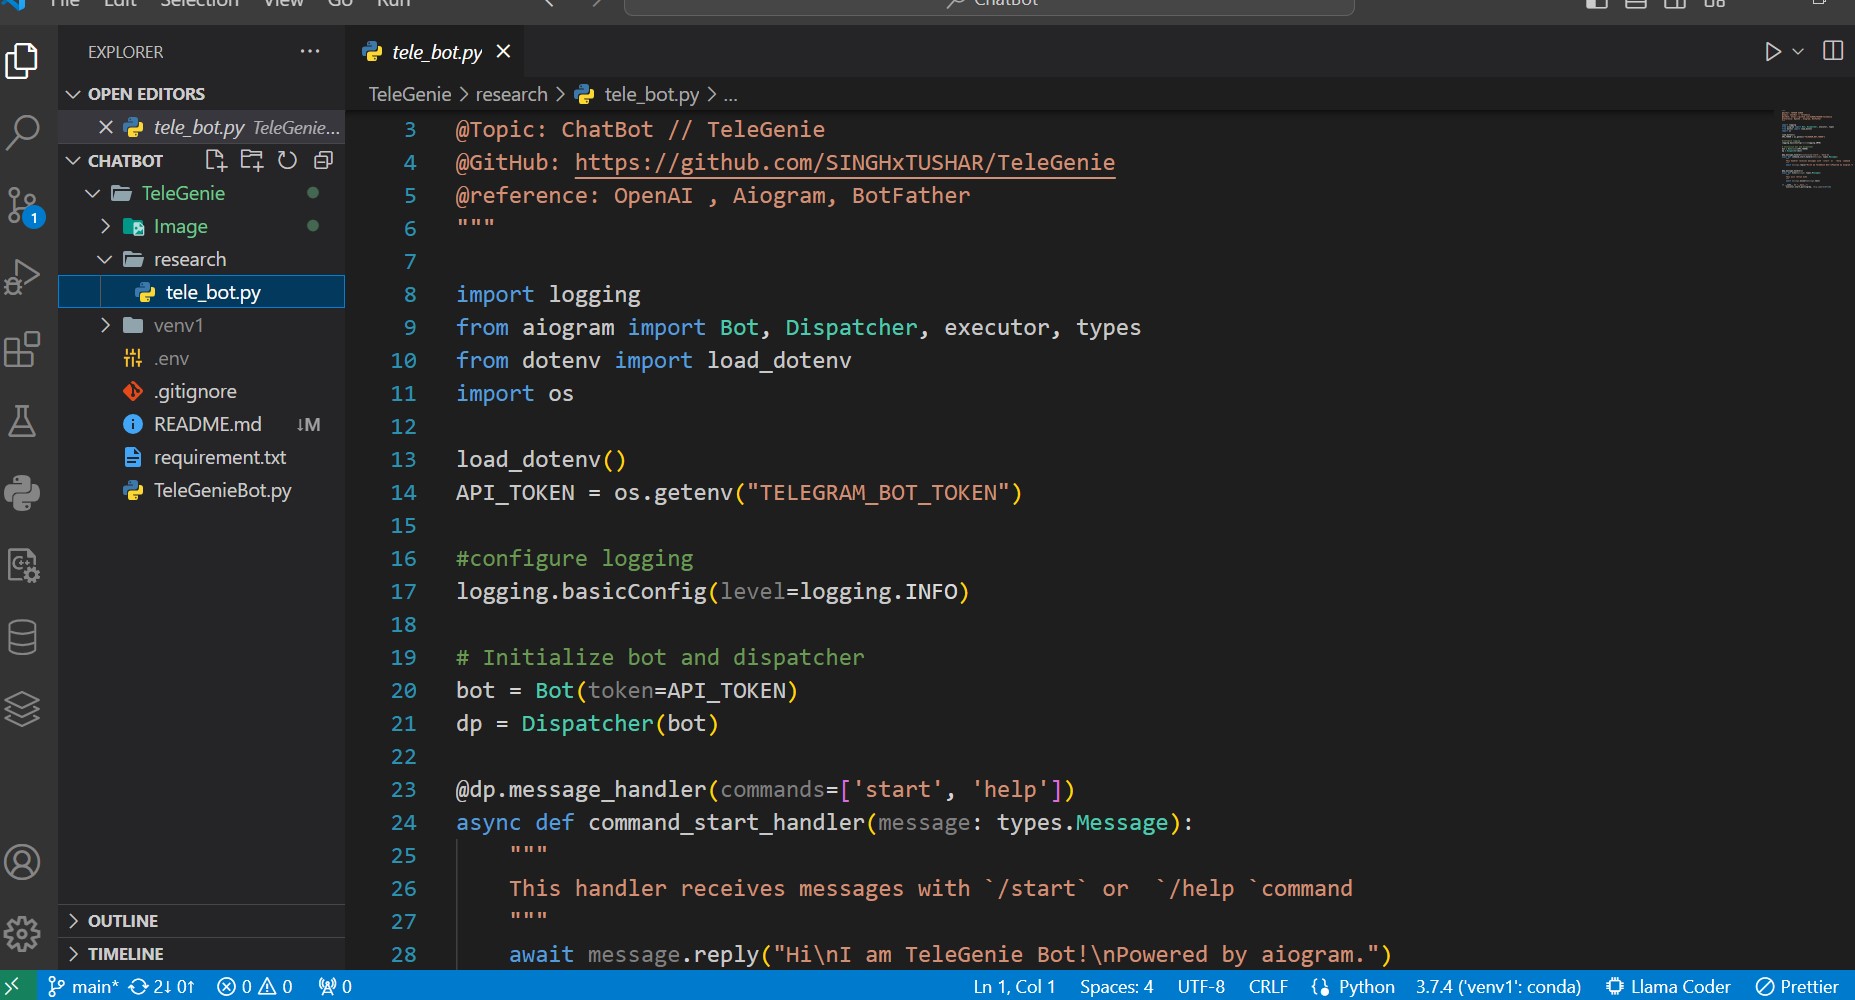 File Edit Selection View Go Run
ChatBot
EXPLORER
OPEN EDITORS
tele_bot.py TeleGenie...
CHATBOT
TeleGenie
Image
research
tele_bot.py
venv1
.env
.gitignore
README.md ↓M
requirement.txt
TeleGenieBot.py
OUTLINE
TIMELINE
1
tele_bot.py
TeleGenie > research > tele_bot.py > ...
3 @Topic: ChatBot // TeleGenie
4 @GitHub: https://github.com/SINGHxTUSHAR/TeleGenie
5 @reference: OpenAI , Aiogram, BotFather
6 """
7
8 import logging
9 from aiogram import Bot, Dispatcher, executor, types
10 from dotenv import load_dotenv
11 import os
12
13 load_dotenv()
14 API_TOKEN = os.getenv("TELEGRAM_BOT_TOKEN")
15
16 #configure logging
17 logging.basicConfig(level=logging.INFO)
18
19 # Initialize bot and dispatcher
20 bot = Bot(token=API_TOKEN)
21 dp = Dispatcher(bot)
22
23 @dp.message_handler(commands=['start', 'help'])
24 async def command_start_handler(message: types.Message):
25     """
26     This handler receives messages with `/start` or  `/help `command
27     """
28     await message.reply("Hi\nI am TeleGenie Bot!\nPowered by aiogram.")
main* 2↓ 0↑ 0 0 0 Ln 1, Col 1 Spaces: 4 UTF-8 CRLF Python 3.7.4 ('venv1': conda) Llama Coder Prettier